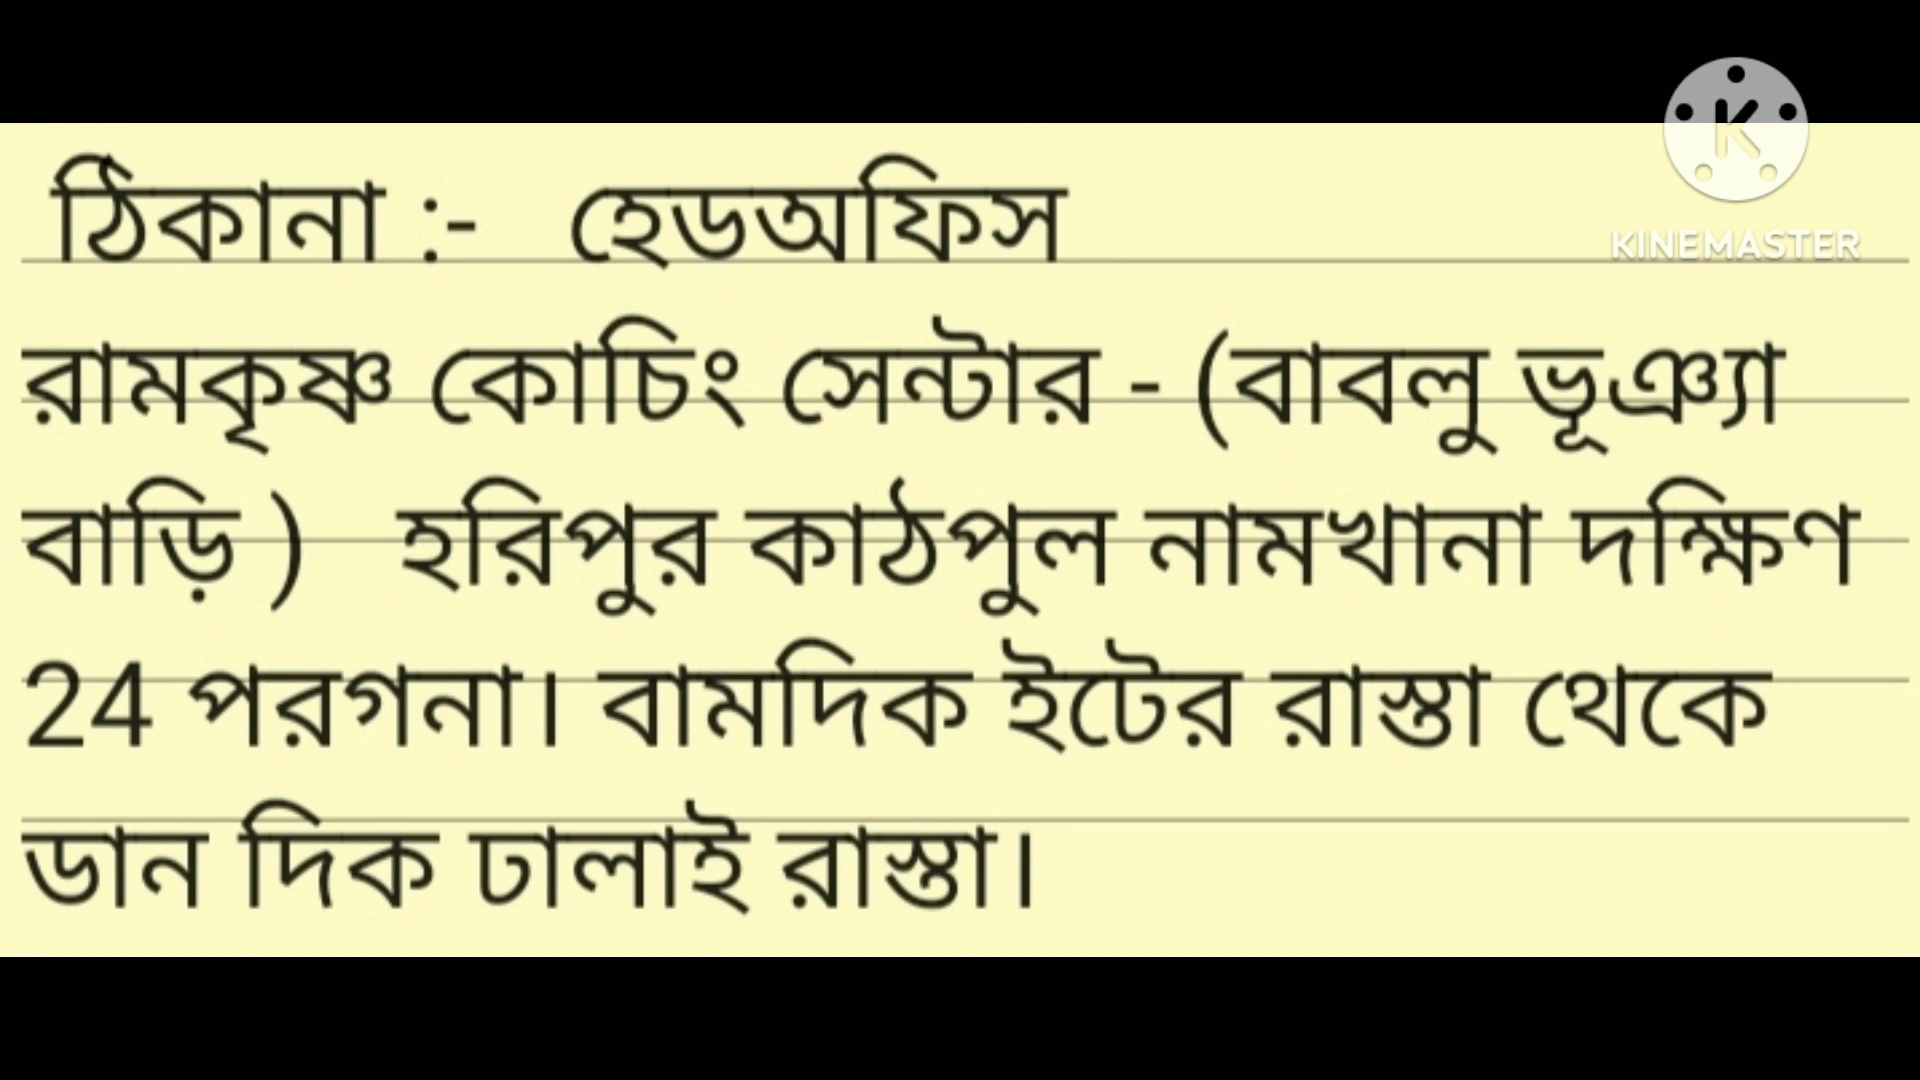 ঠিকানা :- হেডঅফিস
KINEMASTER
রামকৃষ্ণ কোচিং সেন্টার - (বাবলু ভূঞ্যা
বাড়ি ) হরিপুর কাঠপুল নামখানা দক্ষিণ
24 পরগনা। বামদিক ইটের রাস্তা থেকে
ডান দিক ঢালাই রাস্তা।